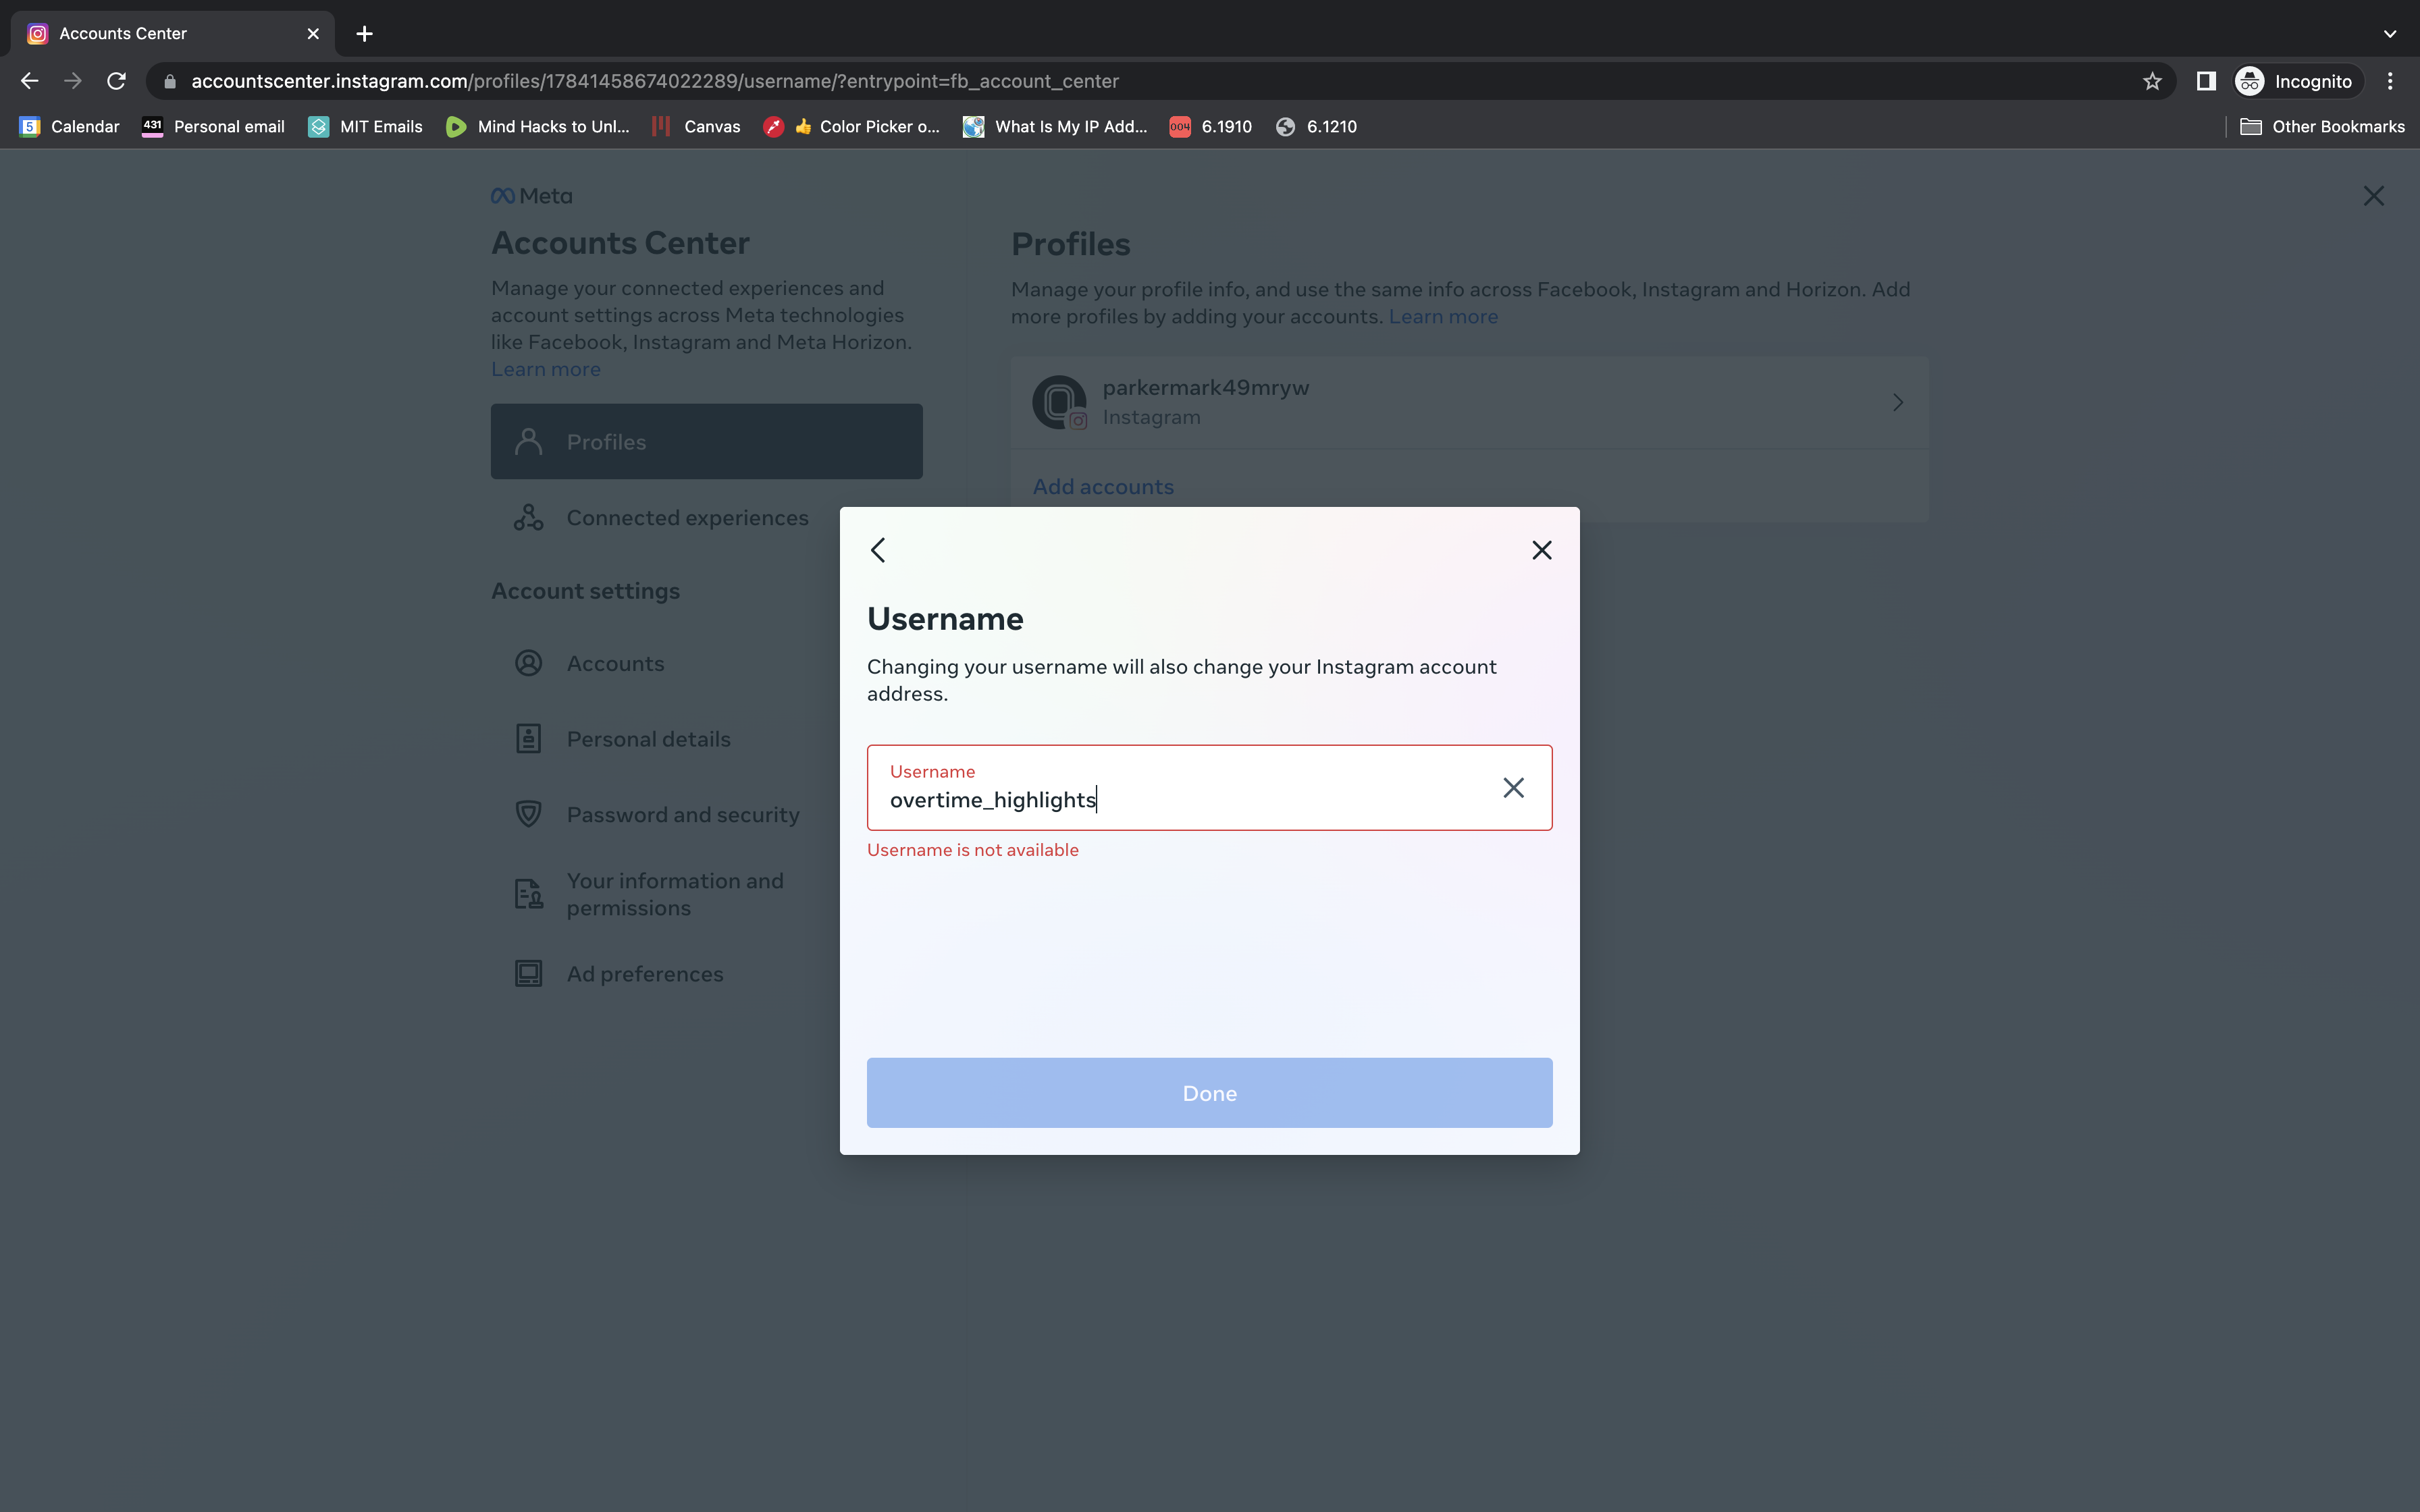 Accounts Center
accountscenter.instagram.com/profiles/17841458674022289/username/?entrypoint=fb_account_center
Incognito
5 Calendar
431 Personal email
MIT Emails
Mind Hacks to Unl...
Canvas
👍 Color Picker o...
What Is My IP Add...
004 6.1910
6.1210
Other Bookmarks
Meta
Accounts Center
Manage your connected experiences and
account settings across Meta technologies
like Facebook, Instagram and Meta Horizon.
Learn more
Profiles
Connected experiences
Account settings
Accounts
Personal details
Password and security
Your information and
permissions
Ad preferences
Profiles
Manage your profile info, and use the same info across Facebook, Instagram and Horizon. Add
more profiles by adding your accounts. Learn more
parkermark49mryw
Instagram
Add accounts
Username
Changing your username will also change your Instagram account
address.
Username
overtime_highlights
Username is not available
Done